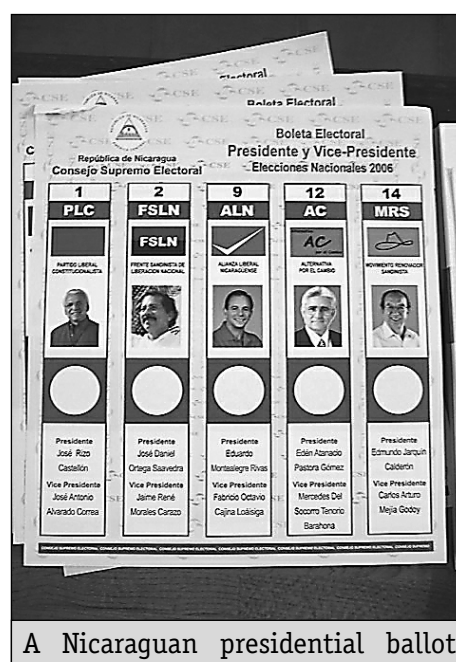 Electoral
Boleta Electoral
República de Nicaragua
Consejo Supremo Electoral
Boleta Electoral
Presidente y Vice-Presidente
Elecciones Nacionales 2006
1
PLC
PARTIDO LIBERAL
CONSTITUCIONALISTA
Presidente
José Rizo
Castellón
Vice Presidente
José Antonio
Alvarado Correa
2
FSLN
FSLN
FRENTE SANDINISTA DE
LIBERACION NACIONAL
Presidente
José Daniel
Ortega Saavedra
Vice Presidente
Jaime René
Morales Carazo
9
ALN
ALIANZA LIBERAL
NICARAGUENSE
Presidente
Eduardo
Montealegre Rivas
Vice Presidente
Fabricio Octavio
Cajina Loáisiga
12
AC
AC
ALTERNATIVA
POR EL CAMBIO
Presidente
Edén Atanacio
Pastora Gómez
Vice Presidente
Mercedes Del
Socorro Tenorio
Barahona
14
MRS
MOVIMIENTO RENOVADOR
SANDINISTA
Presidente
Edmundo Jarquin
Calderón
Vice Presidente
Carlos Arturo
Mejía Godoy
A Nicaraguan presidential ballot